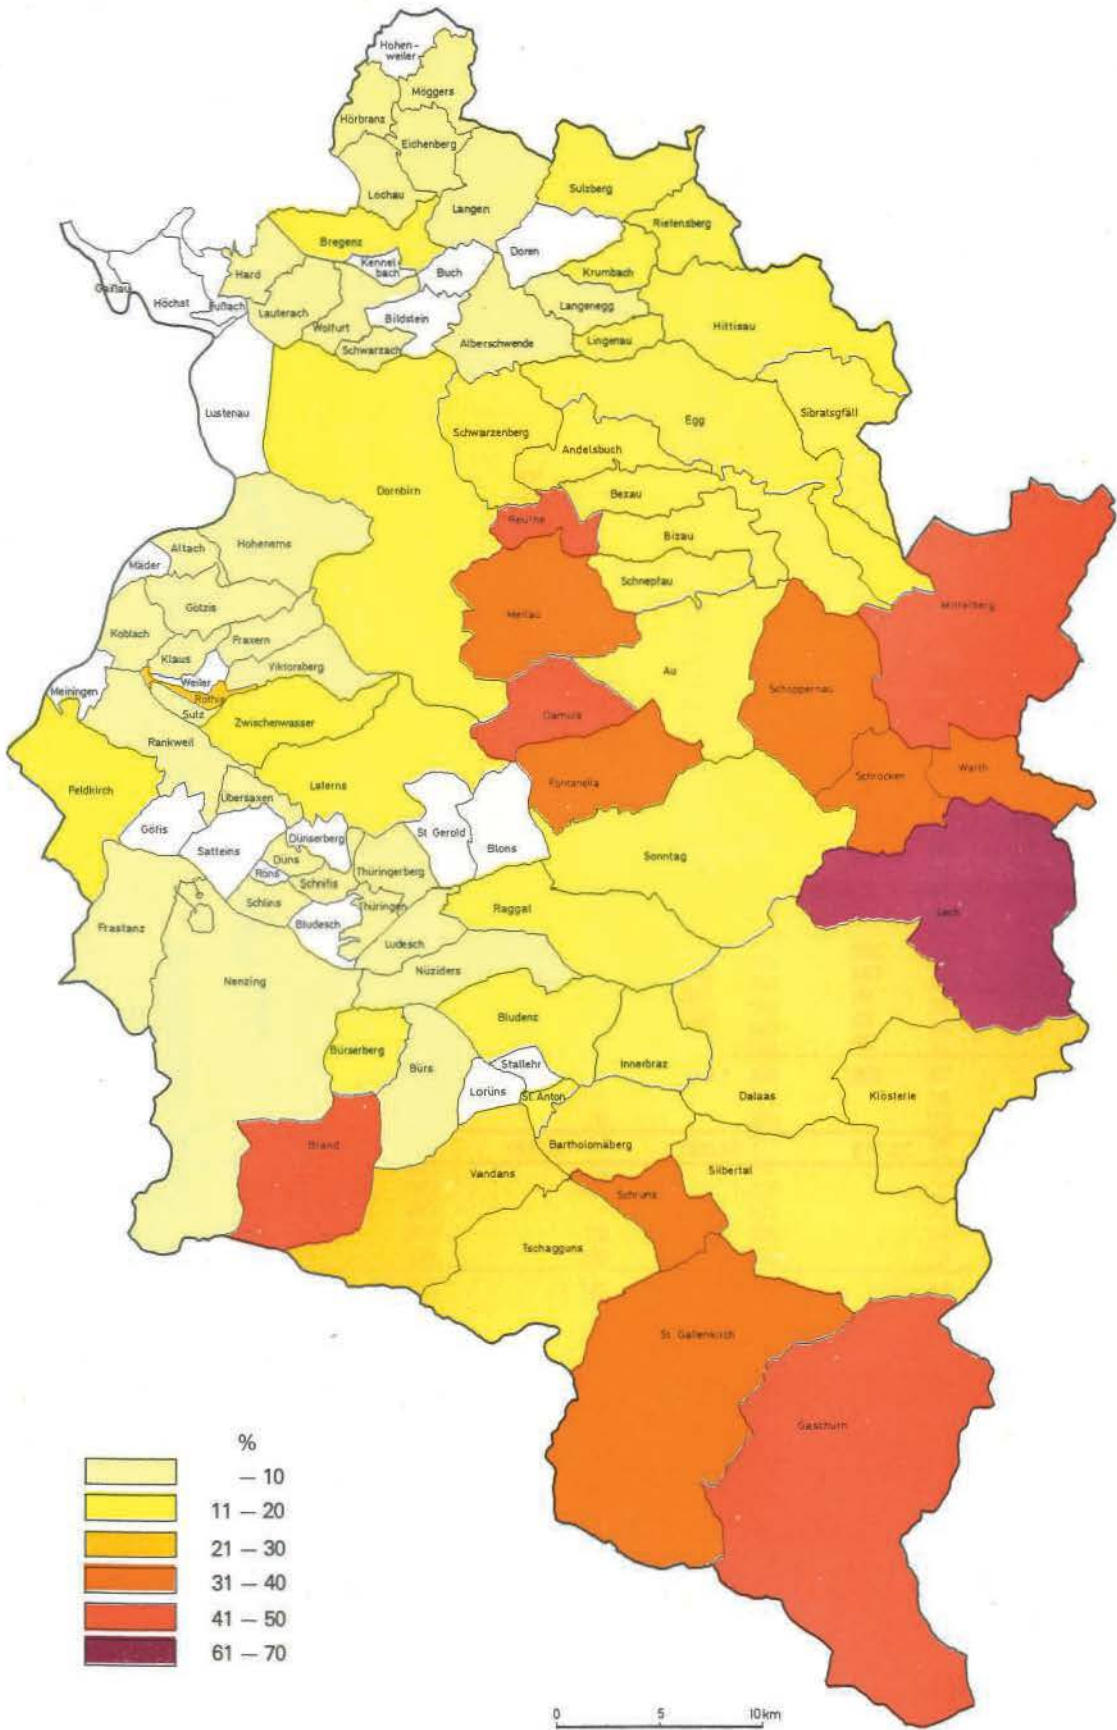 Hohen-
weiler
Möggers
Hörbranz
Eichenberg
Lochau
Langen
Sulzberg
Riefensberg
Bregenz
Kennel-
bach
Buch
Doren
Krumbach
Hard
Gaißau
Höchst
Fußach
Lauterach
Wolfurt
Bildstein
Langenegg
Hittisau
Schwarzach
Alberschwende
Lingenau
Lustenau
Schwarzenberg
Egg
Sibratsgfäll
Andelsbuch
Dornbirn
Bezau
Reuthe
Bizau
Hohenems
Altach
Mäder
Schnepfau
Götzis
Mellau
Mittelberg
Koblach
Fraxern
Klaus
Viktorsberg
Au
Weiler
Meiningen
Röthis
Schoppernau
Sulz
Damüls
Zwischenwasser
Rankweil
Warth
Schröcken
Fontanella
Feldkirch
Laterns
Übersaxen
Göfis
St. Gerold
Dünserberg
Blons
Satteins
Sonntag
Düns
Röns
Thüringerberg
Schnifis
Schlins
Thüringen
Raggal
Lech
Bludesch
Frastanz
Ludesch
Nüziders
Nenzing
Bludenz
Bürserberg
Stallehr
Innerbraz
Bürs
Lorüns
St. Anton
Dalaas
Klösterle
Brand
Bartholomäberg
Vandans
Silbertal
Schruns
Tschagguns
St. Gallenkirch
Gaschurn
%
— 10
11 — 20
21 — 30
31 — 40
41 — 50
61 — 70
0 5 10km